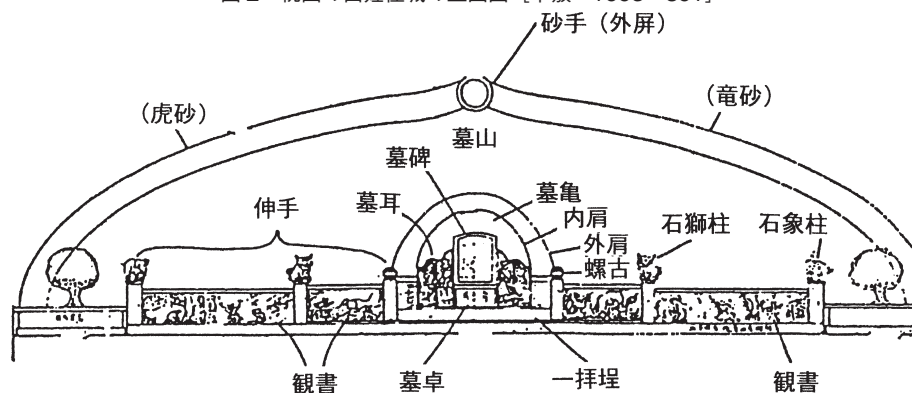 砂手（外屏）
（虎砂）
（竜砂）
墓山
墓碑
墓亀
墓耳
内肩
伸手
外肩
石獅柱
石象柱
螺古
観書
墓卓
一拝埕
観書